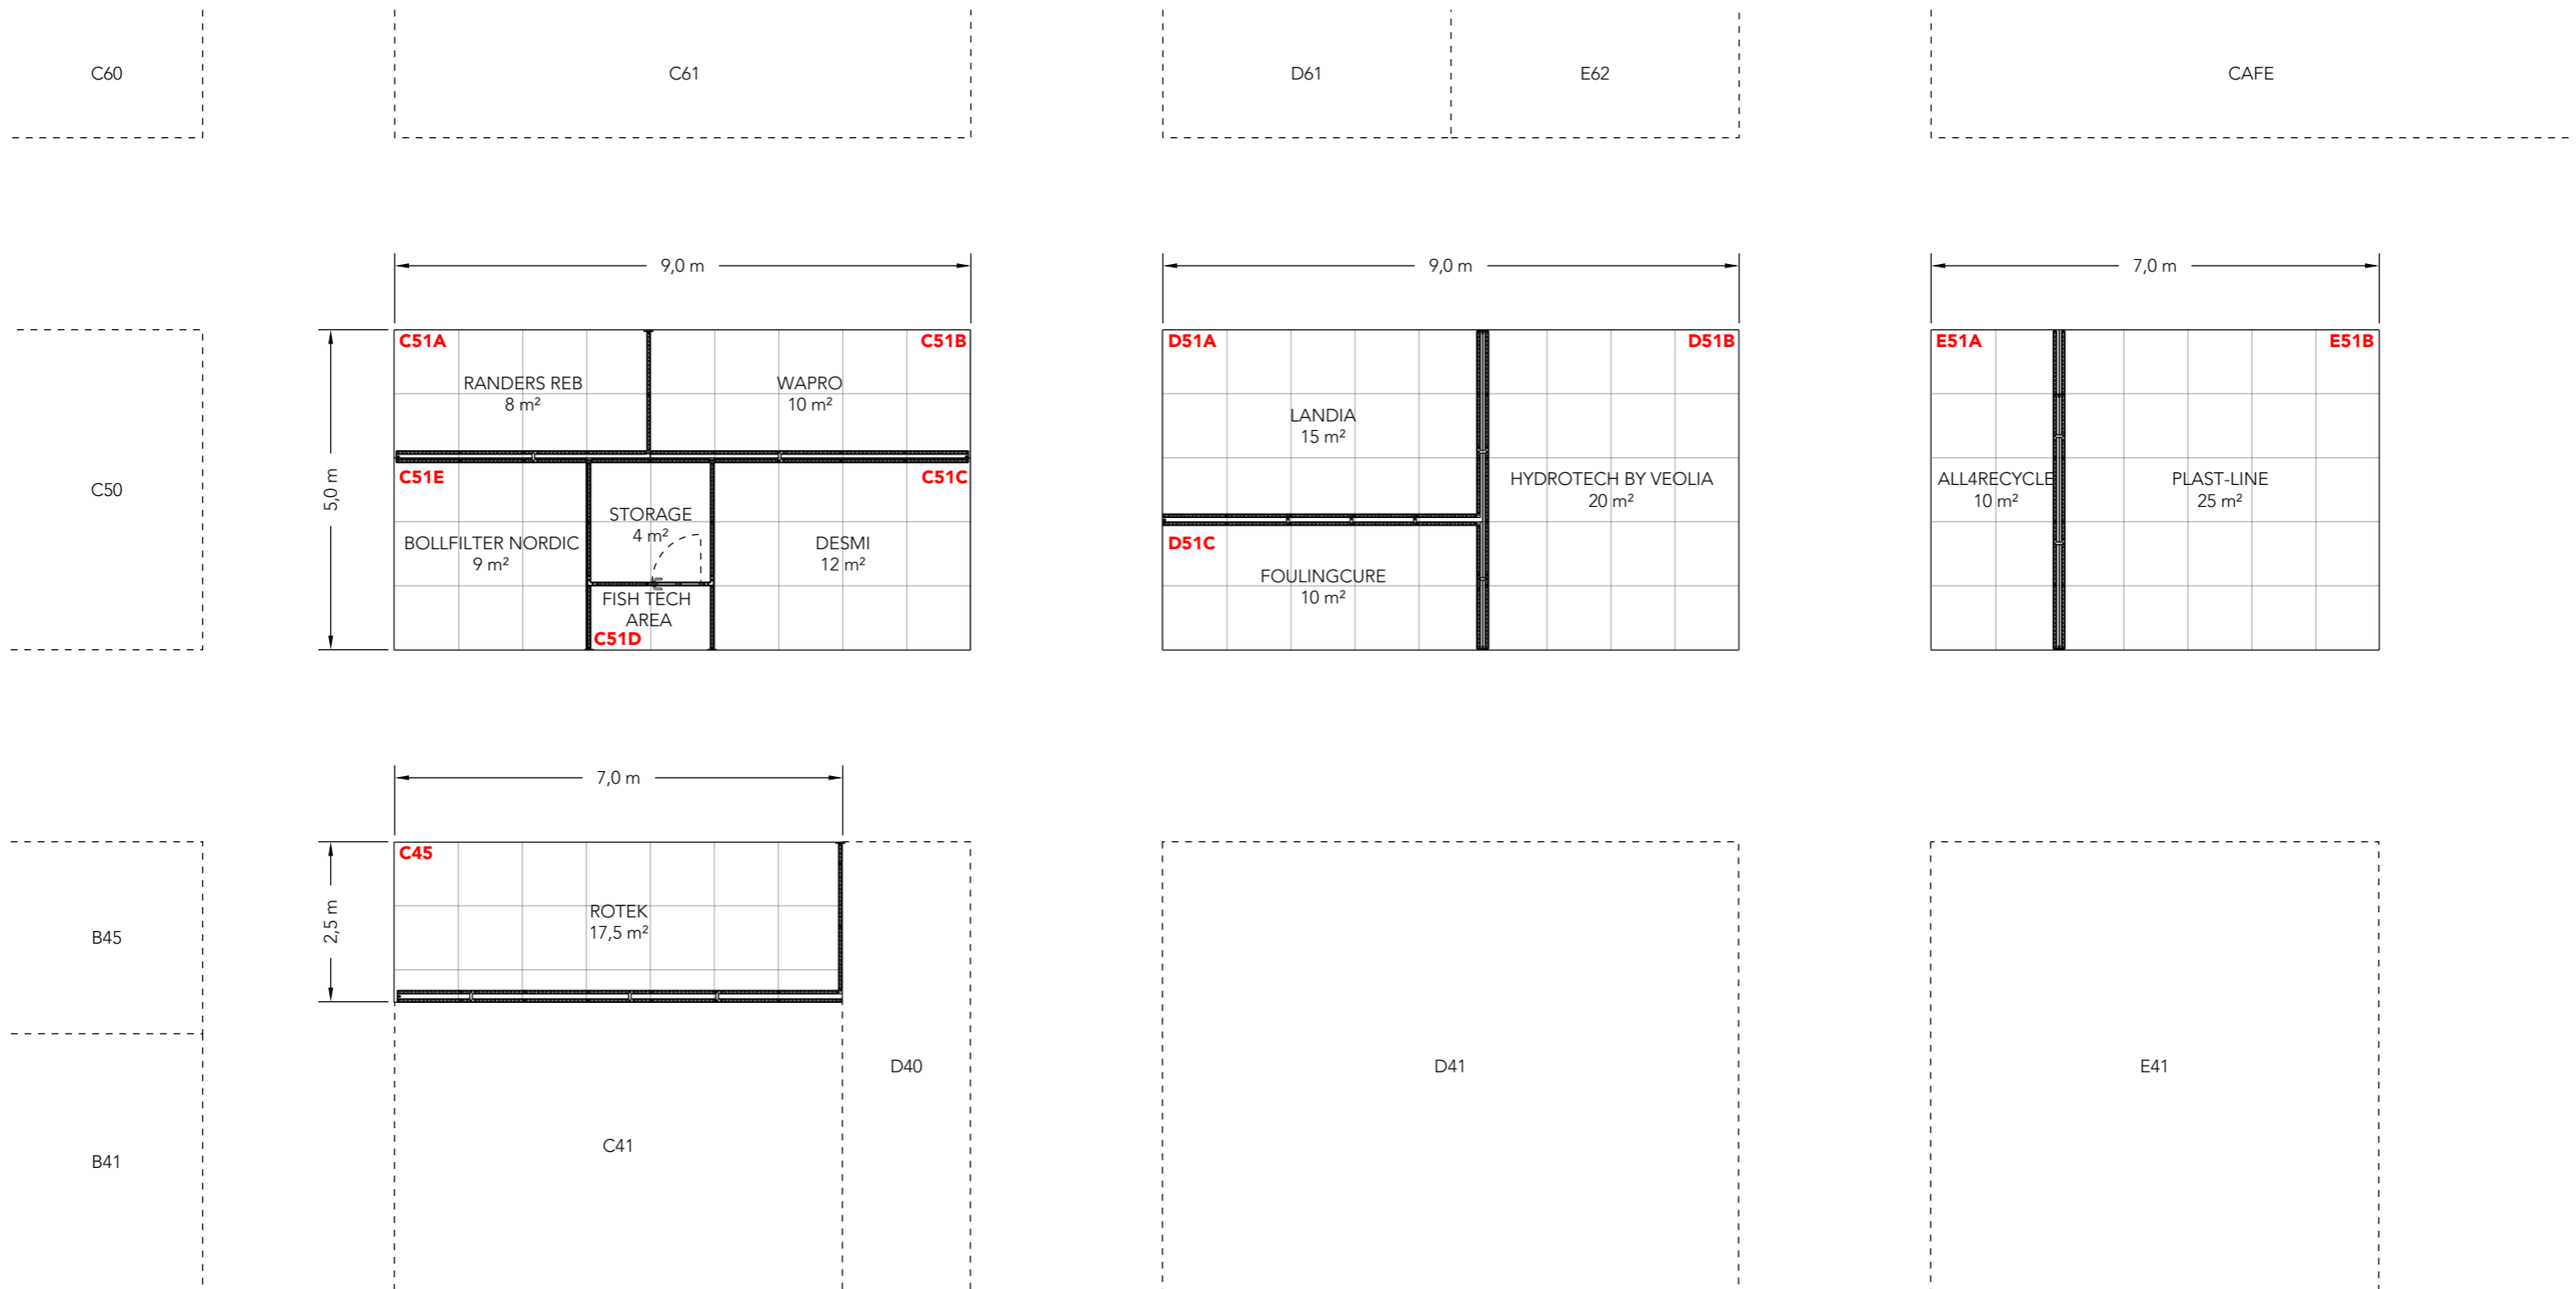 C60
C61
D61
E62
CAFE
9,0 m
9,0 m
7,0 m
C50
5,0 m
C51A
RANDERS REB
8 m²
C51B
WAPRO
10 m²
C51E
BOLLFILTER NORDIC
9 m²
STORAGE
4 m²
FISH TECH
AREA
C51D
C51C
DESMI
12 m²
D51A
LANDIA
15 m²
D51B
HYDROTECH BY VEOLIA
20 m²
D51C
FOULINGCURE
10 m²
E51A
ALL4RECYCLE
10 m²
E51B
PLAST-LINE
25 m²
7,0 m
B45
2,5 m
C45
ROTEK
17,5 m²
D40
D41
E41
C41
B41